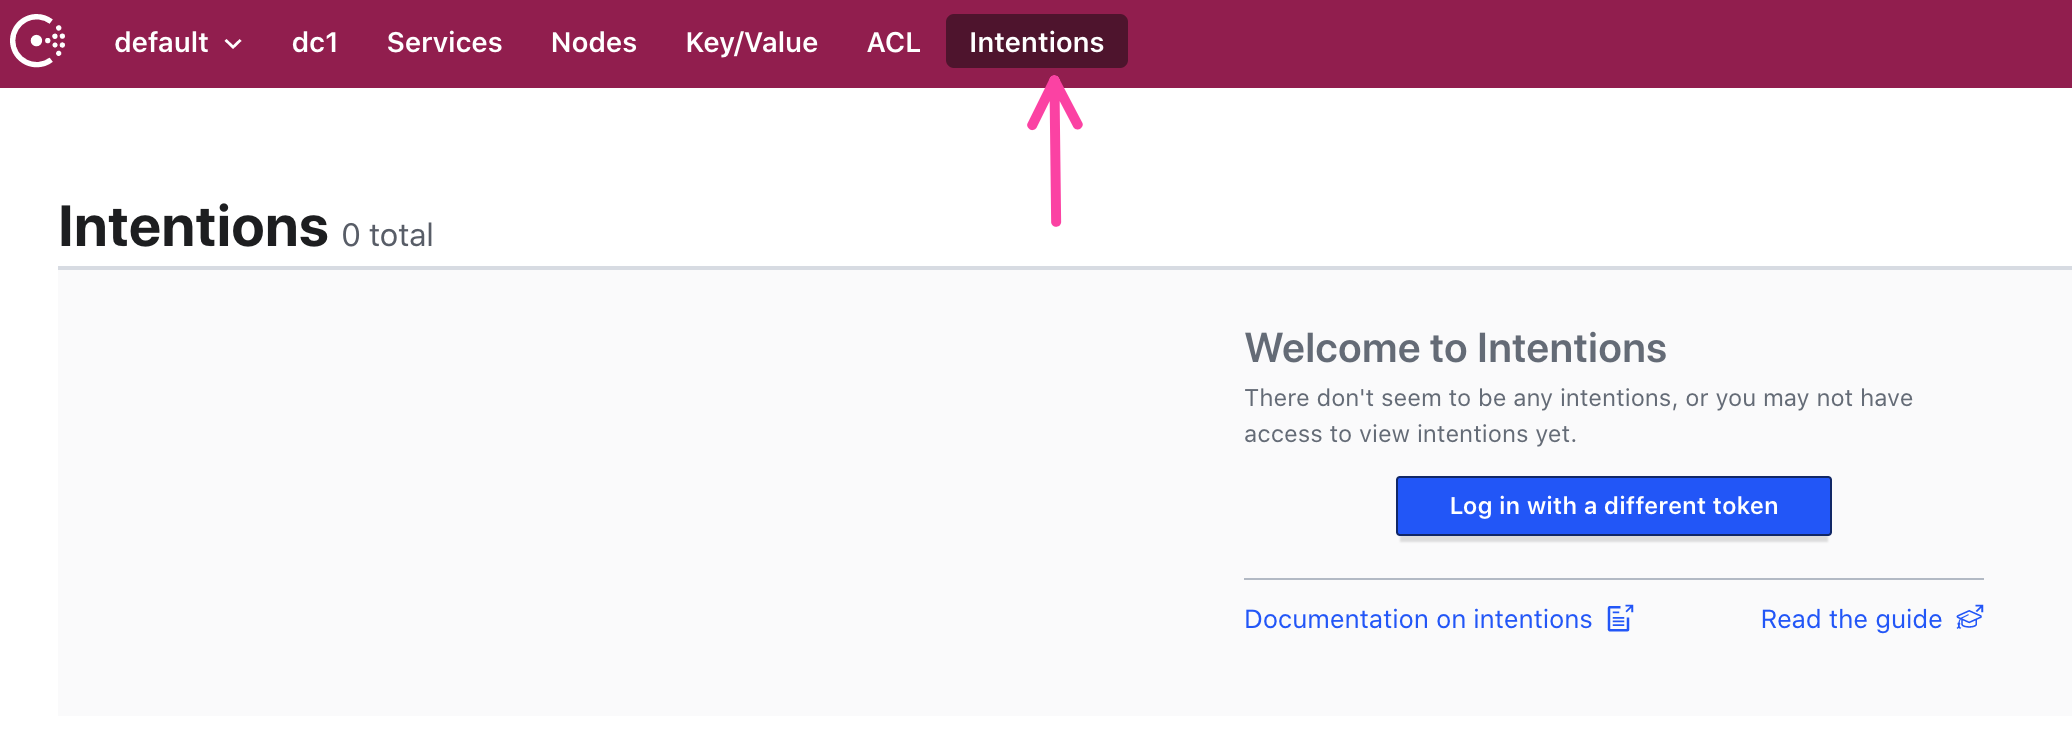 default dc1 Services Nodes Key/Value ACL Intentions
Intentions 0 total
Welcome to Intentions
There don't seem to be any intentions, or you may not have
access to view intentions yet.
Log in with a different token
Documentation on intentions Read the guide